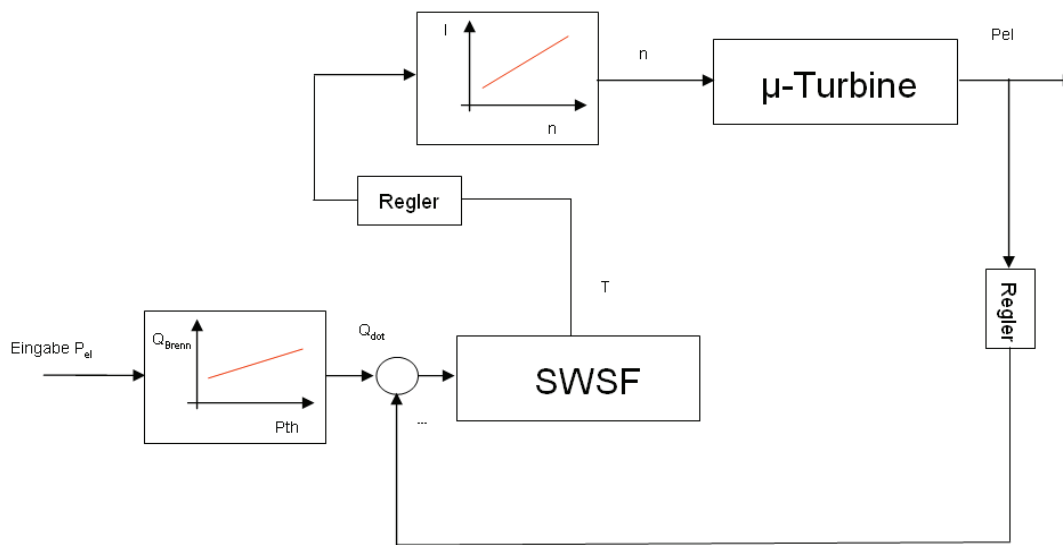 I
n
n
µ-Turbine
Pel
Regler
T
Regler
Eingabe Pel
QBrenn
Pth
Qdot
...
SWSF